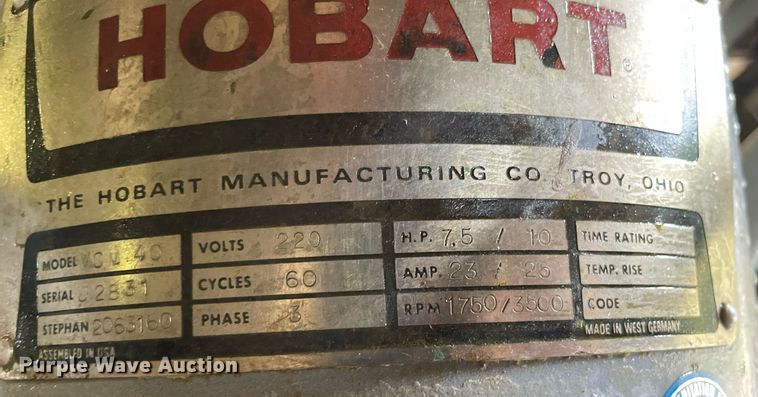 HOBART®
THE HOBART MANUFACTURING CO. TROY, OHIO
MODEL VCM 40
SERIAL 32831
STEPHAN 2063160
ASSEMBLED IN USA
VOLTS 220
CYCLES 60
PHASE 3
H.P. 7,5 / 10
AMP. 23 / 26
RPM 1750/3500
TIME RATING
TEMP. RISE
CODE
MADE IN WEST GERMANY
Purple Wave Auction